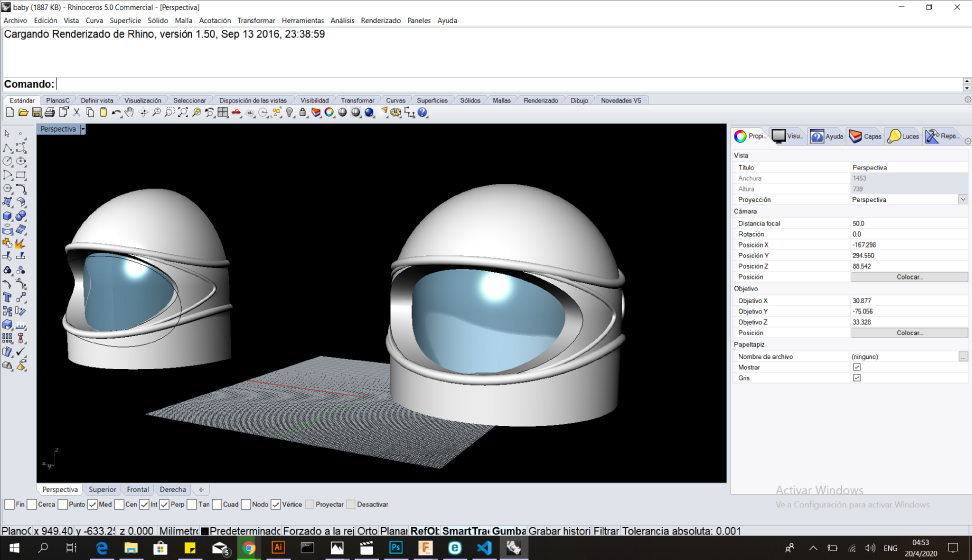 baby (1887 KB) - Rhinoceros 5.0 Commercial - [Perspectiva]
Archivo Edición Vista Curva Superficie Sólido Malla Acotación Transformar Herramientas Análisis Renderizado Paneles Ayuda
Cargando Renderizado de Rhino, versión 1.50, Sep 13 2016, 23:38:59
Comando:
Estándar PlanosC Definir vista Visualización Seleccionar Disposición de las vistas Visibilidad Transformar Curvas Superficies Sólidos Mallas Renderizado Dibujo Novedades V5
Perspectiva
Propi.. Visu.. Ayuda Capas Luces Repo..
Vista
Título Perspectiva
Anchura 1453
Altura 739
Proyección Perspectiva
Cámara
Distancia focal 50.0
Rotación 0.0
Posición X -167.298
Posición Y 294.550
Posición Z 88.542
Posición Colocar...
Objetivo
Objetivo X 30.877
Objetivo Y -75.056
Objetivo Z 33.328
Posición Colocar...
Papeltapiz
Nombre de archivo (ninguno) ...
Mostrar
Gris
z
y
Perspectiva Superior Frontal Derecha
Fin Cerca Punto Med Cen Int Perp Tan Cuad Nodo Vértice Proyectar Desactivar
Activar Windows
Ve a Configuración para activar Windows.
PlanoC x 949.40 y -633.25 z 0.000 Milímetr Predeterminado Forzado a la rej Orto Planar RefOb SmartTrac Gumba Grabar histori Filtrar Tolerancia absoluta: 0.001
5 Ai Ps F ENG 04:53
20/4/2020